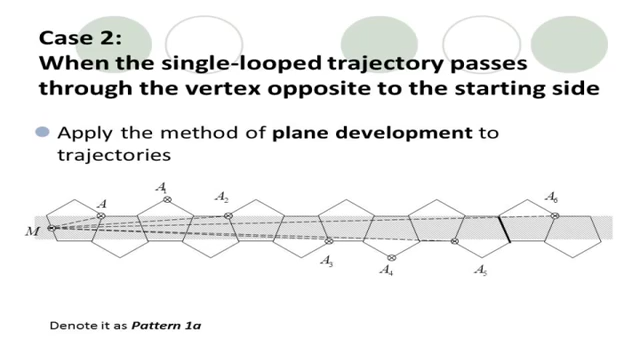 Case 2:
When the single-looped trajectory passes
through the vertex opposite to the starting side
Apply the method of plane development to
trajectories
A₁
A
A₂
A₆
M
A₃
A₄
A₅
Denote it as Pattern 1a